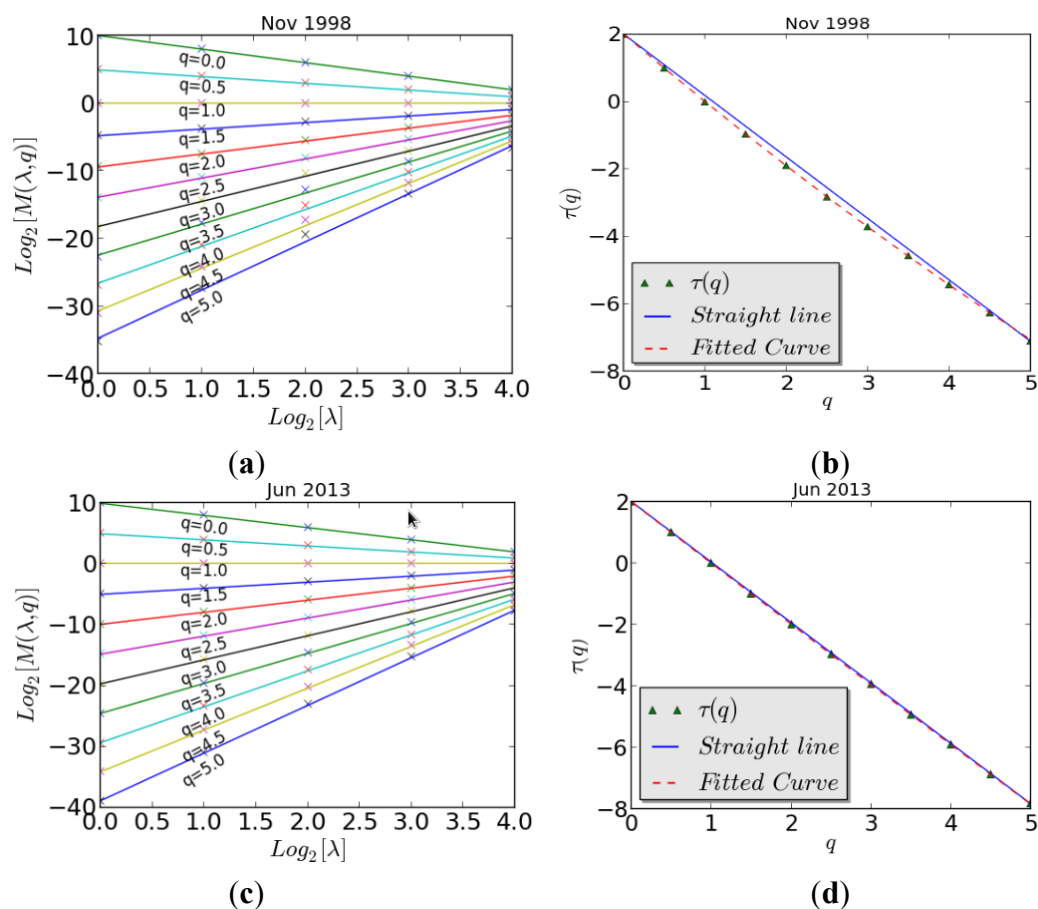 Nov 1998
10
0
−10
−20
−30
−40
Log₂[M(λ,q)]
q=0.0
q=0.5
q=1.0
q=1.5
q=2.0
q=2.5
q=3.0
q=3.5
q=4.0
q=4.5
q=5.0
0.0 0.5 1.0 1.5 2.0 2.5 3.0 3.5 4.0
Log₂[λ]
(a)
Nov 1998
2
0
−2
−4
−6
−8
τ(q)
τ(q)
Straight line
Fitted Curve
0 1 2 3 4 5
q
(b)
Jun 2013
10
0
−10
−20
−30
−40
Log₂[M(λ,q)]
q=0.0
q=0.5
q=1.0
q=1.5
q=2.0
q=2.5
q=3.0
q=3.5
q=4.0
q=4.5
q=5.0
0.0 0.5 1.0 1.5 2.0 2.5 3.0 3.5 4.0
Log₂[λ]
(c)
Jun 2013
2
0
−2
−4
−6
−8
τ(q)
τ(q)
Straight line
Fitted Curve
0 1 2 3 4 5
q
(d)